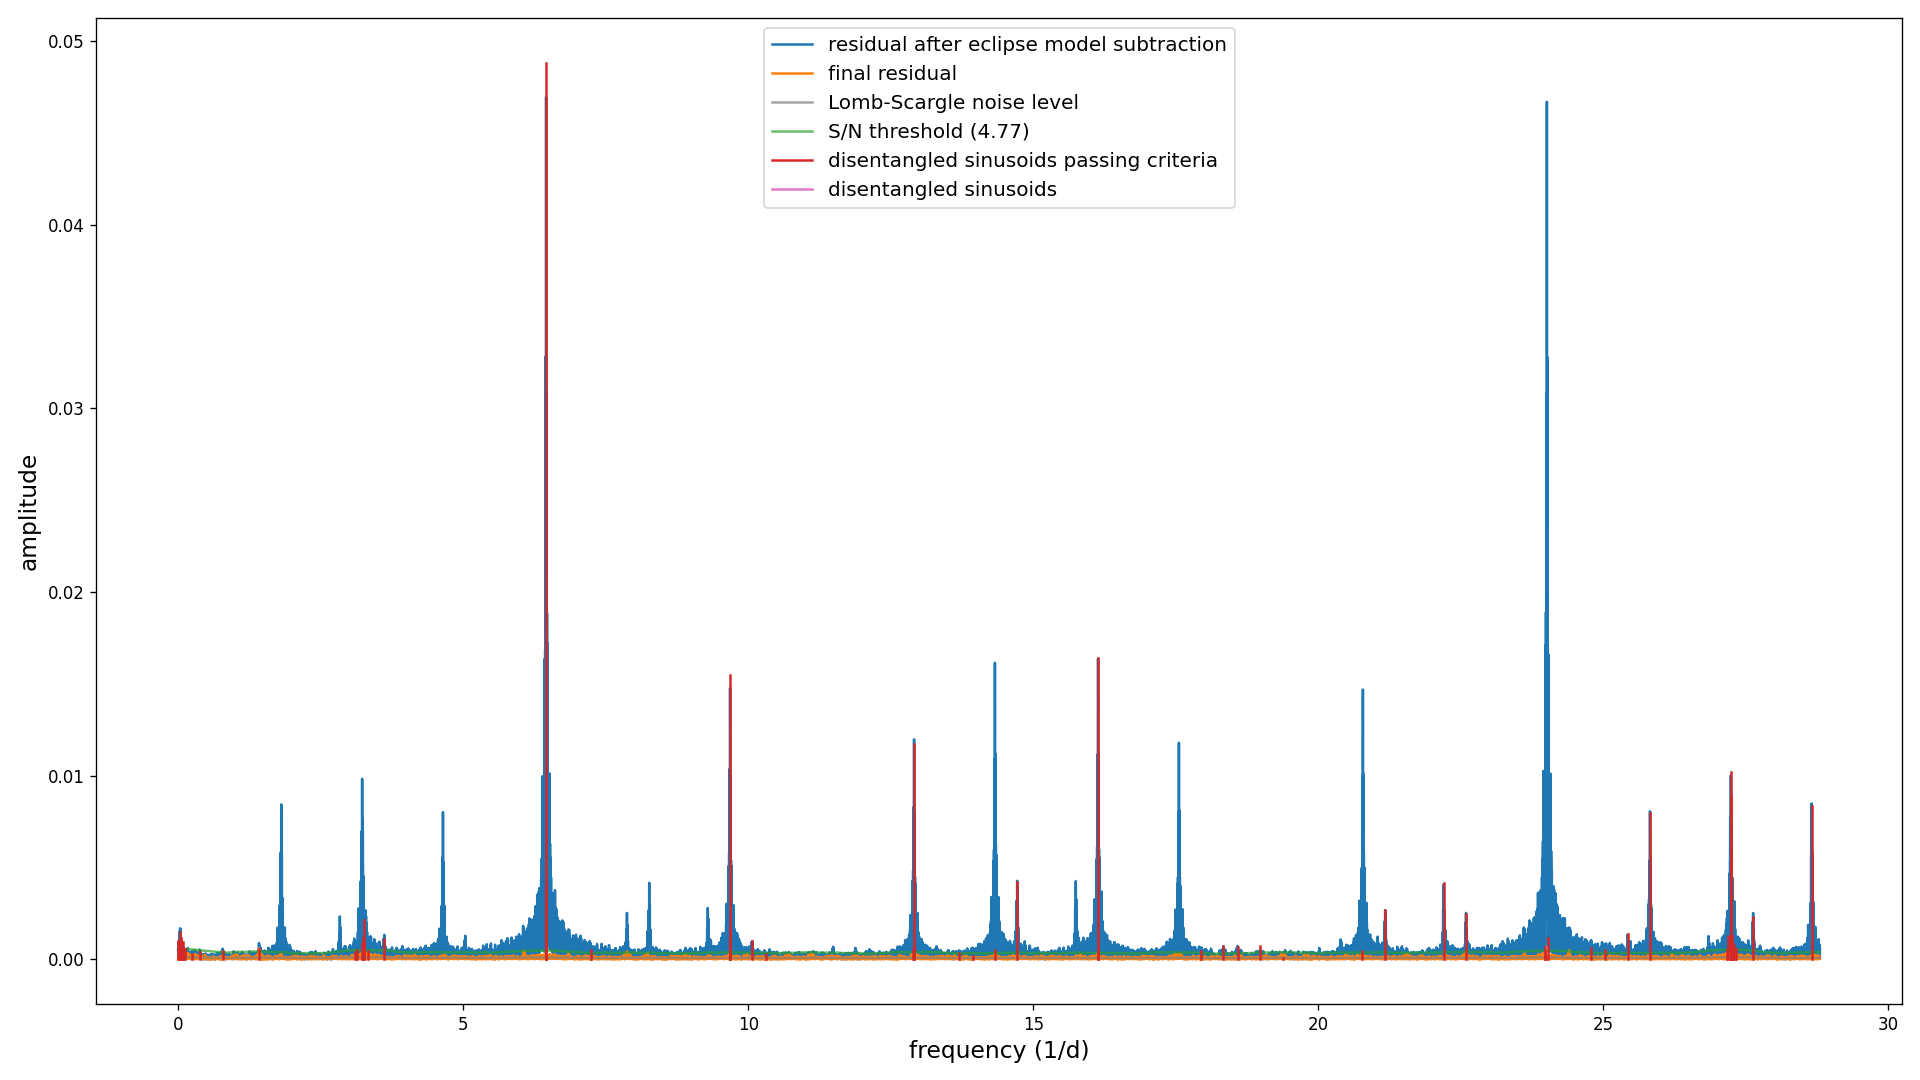 residual after eclipse model subtraction
final residual
Lomb-Scargle noise level
S/N threshold (4.77)
disentangled sinusoids passing criteria
disentangled sinusoids
amplitude
0.05
0.04
0.03
0.02
0.01
0.00
0 5 10 15 20 25 30
frequency (1/d)